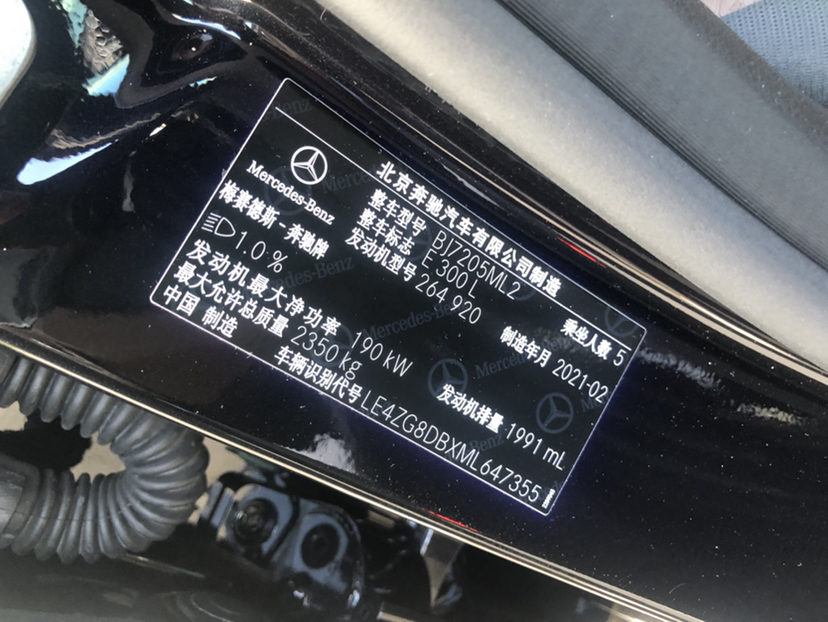 Mercedes-Benz
梅赛德斯-奔驰牌
北京奔驰汽车有限公司制造
整车型号 BJ7205ML2
整车标志 E 300 L
发动机型号 264 920
乘坐人数 5
1.0 %
制造年月 2021-02
发动机最大净功率 190 kW
发动机排量 1991 mL
最大允许总质量 2350 kg
中国 制造
车辆识别代号 LE4ZG8DBXML647355